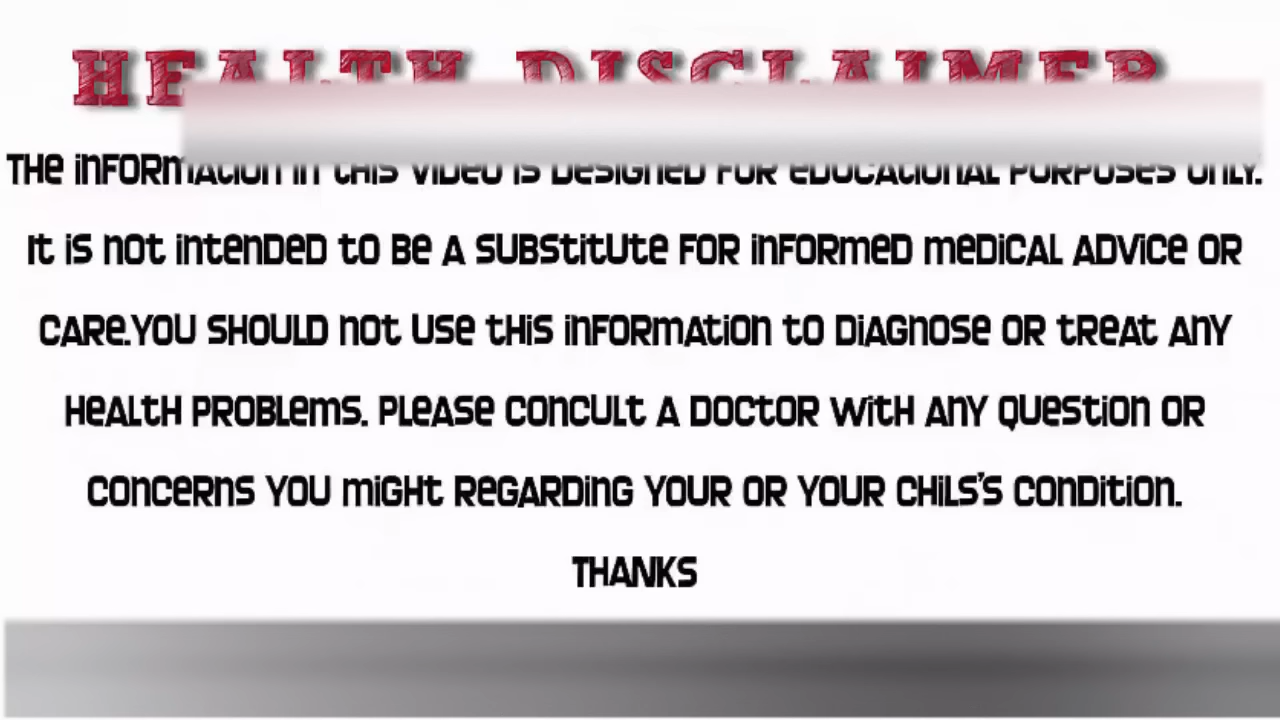 HEALTH DISCLAIMER
THE iNFORMATION IN tHiS VIDEO IS DESIGNED FOR EDUCATIONAL PURPOSES ONLY.
It iS not intenDeD to Be A SUBStitUte FOR inFORmeD meDiCAL ADViCe OR
CARe.YOU SHOULD not USe tHiS inFORmAtion to DiAGnoSe OR tReAt AnY
HeALtH PROBLemS. PLeASe ConCULt A DoCtoR WitH AnY QUeStion OR
ConCeRnS YOU miGHt ReGARDinG YOUR OR YOUR CHiLS'S ConDition.
THANKS